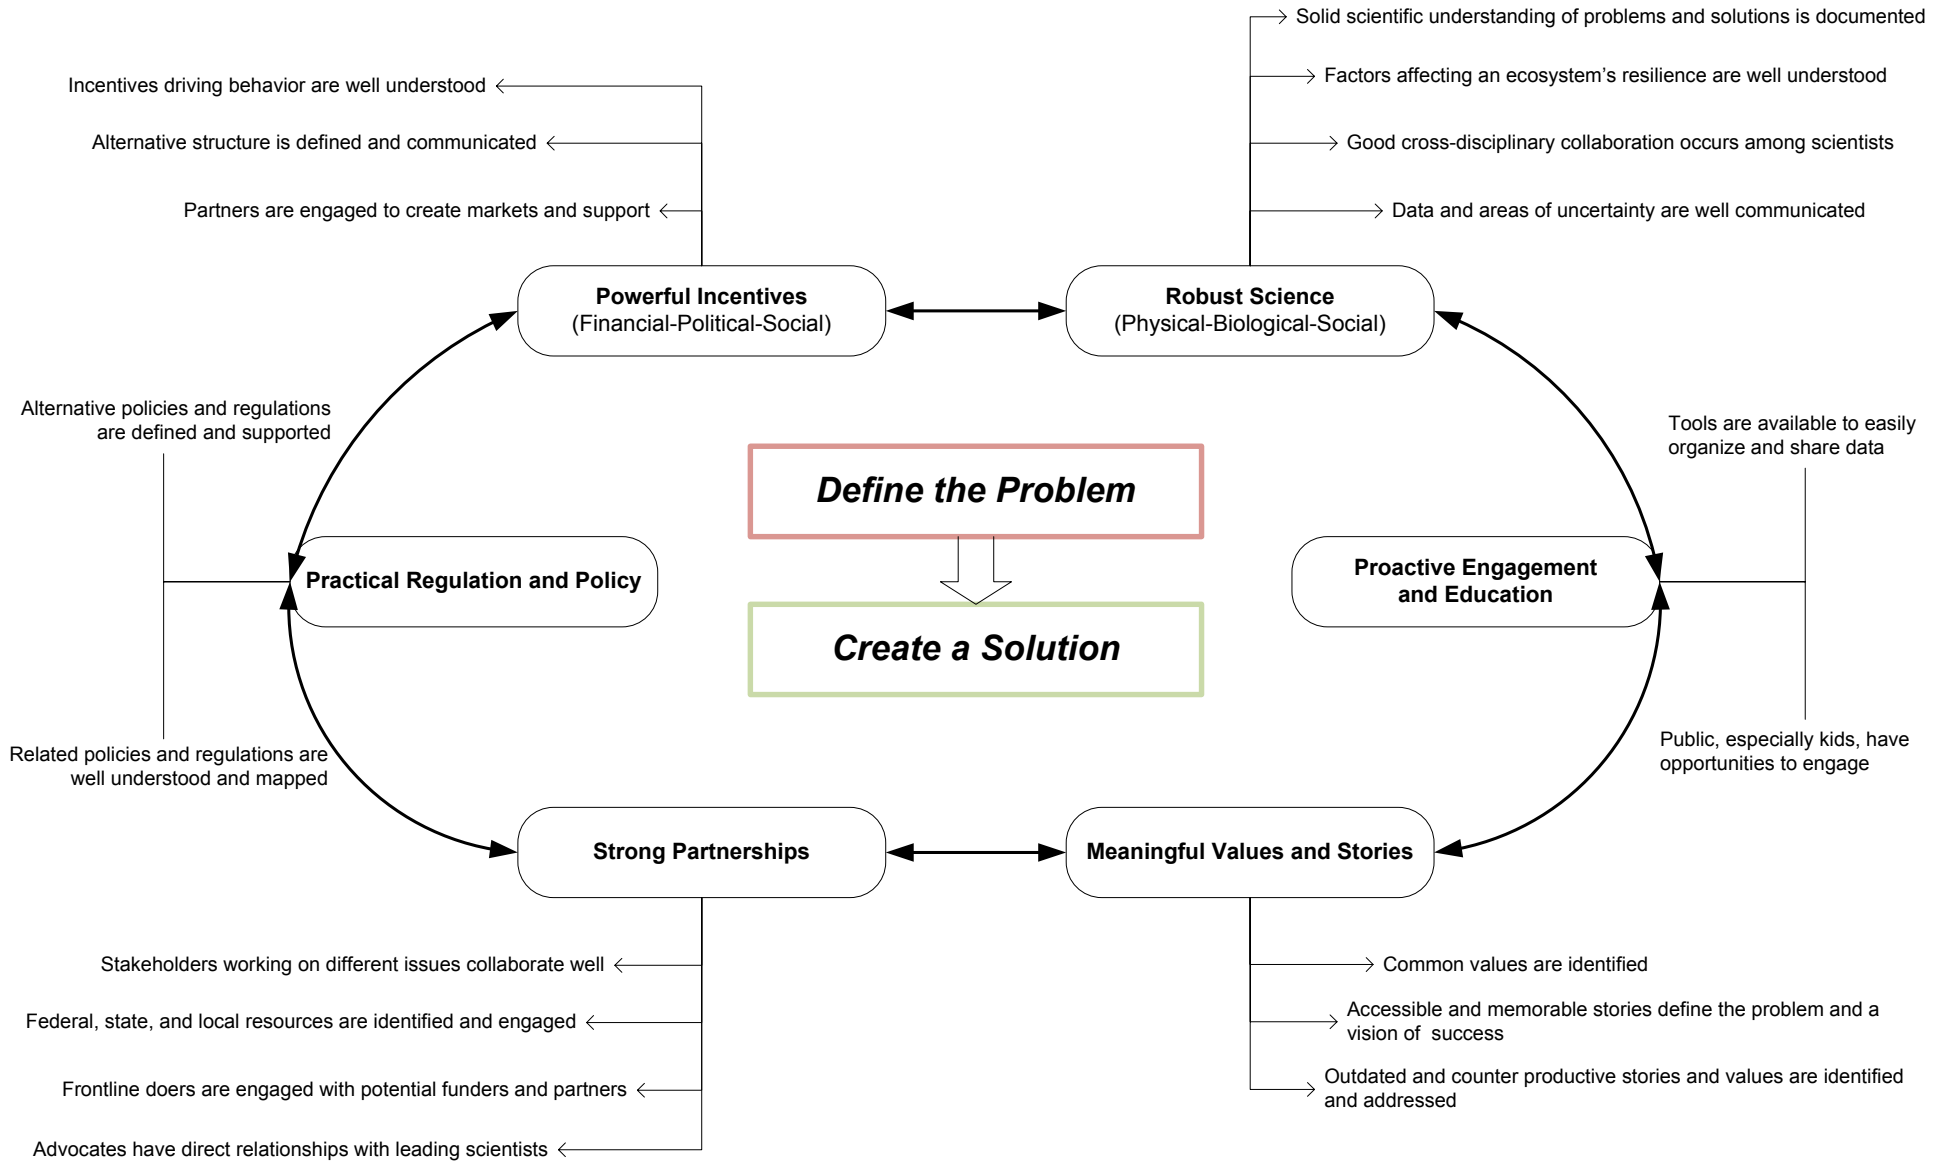 Solid scientific understanding of problems and solutions is documented
Incentives driving behavior are well understood
Factors affecting an ecosystem's resilience are well understood
Alternative structure is defined and communicated
Good cross-disciplinary collaboration occurs among scientists
Partners are engaged to create markets and support
Data and areas of uncertainty are well communicated
Powerful Incentives
(Financial-Political-Social)
Robust Science
(Physical-Biological-Social)
Alternative policies and regulations
are defined and supported
Tools are available to easily
organize and share data
Define the Problem
Practical Regulation and Policy
Proactive Engagement
and Education
Create a Solution
Related policies and regulations are
well understood and mapped
Public, especially kids, have
opportunities to engage
Strong Partnerships
Meaningful Values and Stories
Stakeholders working on different issues collaborate well
Federal, state, and local resources are identified and engaged
Frontline doers are engaged with potential funders and partners
Advocates have direct relationships with leading scientists
Common values are identified
Accessible and memorable stories define the problem and a
vision of success
Outdated and counter productive stories and values are identified
and addressed